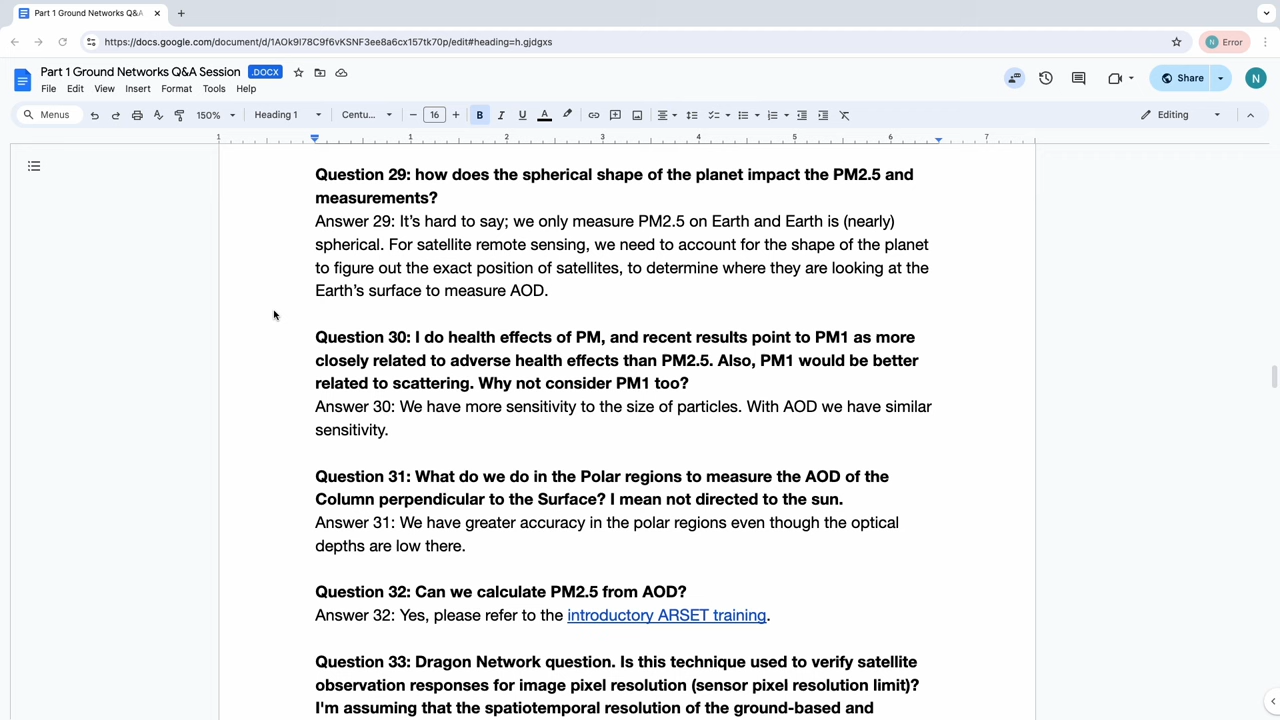 Part 1 Ground Networks Q&A
https://docs.google.com/document/d/1AOk9I78C9f6vKSNF3ee8a6cx157tk70p/edit#heading=h.gjdgxs
N Error
Part 1 Ground Networks Q&A Session .DOCX
File Edit View Insert Format Tools Help
Share N
Menus 150% Heading 1 Centu... 16 B I U A Editing
1 1 2 3 4 5 6 7
Question 29: how does the spherical shape of the planet impact the PM2.5 and
measurements?
Answer 29: It's hard to say; we only measure PM2.5 on Earth and Earth is (nearly)
spherical. For satellite remote sensing, we need to account for the shape of the planet
to figure out the exact position of satellites, to determine where they are looking at the
Earth's surface to measure AOD.
Question 30: I do health effects of PM, and recent results point to PM1 as more
closely related to adverse health effects than PM2.5. Also, PM1 would be better
related to scattering. Why not consider PM1 too?
Answer 30: We have more sensitivity to the size of particles. With AOD we have similar
sensitivity.
Question 31: What do we do in the Polar regions to measure the AOD of the
Column perpendicular to the Surface? I mean not directed to the sun.
Answer 31: We have greater accuracy in the polar regions even though the optical
depths are low there.
Question 32: Can we calculate PM2.5 from AOD?
Answer 32: Yes, please refer to the introductory ARSET training.
Question 33: Dragon Network question. Is this technique used to verify satellite
observation responses for image pixel resolution (sensor pixel resolution limit)?
I'm assuming that the spatiotemporal resolution of the ground-based and